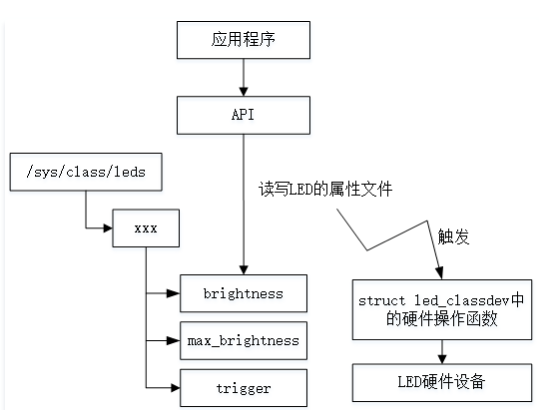 应用程序
API
/sys/class/leds
读写LED的属性文件
xxx
触发
brightness
struct led_classdev中
的硬件操作函数
max_brightness
LED硬件设备
trigger